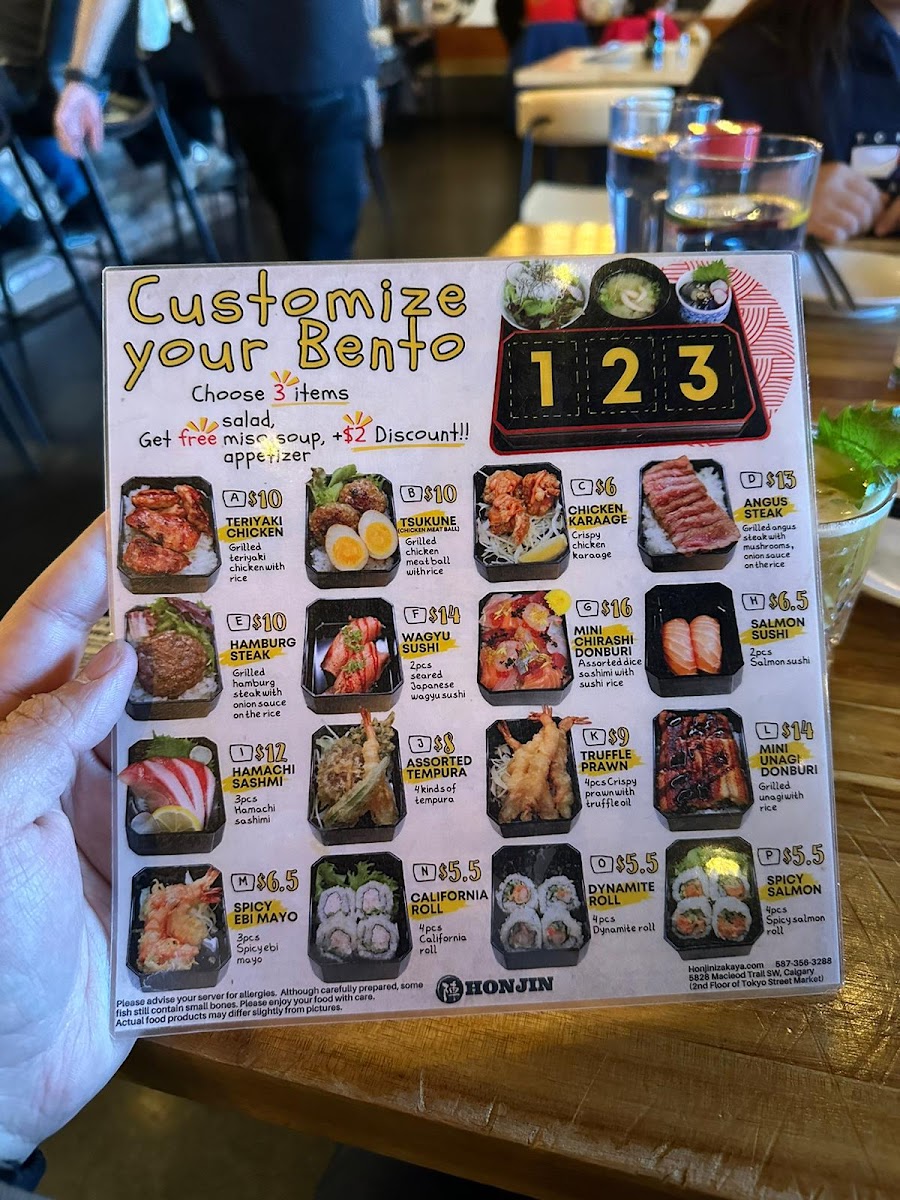 Customize
your Bento
Choose 3 items
Get free salad, miso soup, appetizer +$2 Discount!!
1 2 3
A $10
TERIYAKI
CHICKEN
Grilled
teriyaki
chicken with
rice
B $10
TSUKUNE
(CHICKEN MEAT BALL)
Grilled
chicken
meat ball
with rice
C $6
CHICKEN
KARAAGE
Crispy
chicken
karaage
D $13
ANGUS
STEAK
Grilled angus
steak with
mushrooms,
onion sauce
on the rice
E $10
HAMBURG
STEAK
Grilled
hamburg
steak with
onion sauce
on the rice
F $14
WAGYU
SUSHI
2pcs
seared
Japanese
wagyu sushi
G $16
MINI
CHIRASHI
DONBURI
Assorted dice
sashimi with
sushi rice
H $6.5
SALMON
SUSHI
2pc
Salmon sushi
I $12
HAMACHI
SASHMI
3pcs
Hamachi
sashimi
J $8
ASSORTED
TEMPURA
4 kinds of
tempura
K $9
TRUFFLE
PRAWN
4pcs Crispy
prawn with
truffle oil
L $14
MINI
UNAGI
DONBURI
Grilled
unagi with
rice
M $6.5
SPICY
EBI MAYO
3pcs
Spicy ebi
mayo
N $5.5
CALIFORNIA
ROLL
4pcs
California
roll
O $5.5
DYNAMITE
ROLL
4pcs
Dynamite roll
P $5.5
SPICY
SALMON
4pcs
Spicy salmon
roll
Please advise your server for allergies. Although carefully prepared, some
fish still contain small bones. Please enjoy your food with care.
Actual food products may differ slightly from pictures.
HONJIN
Honjinizakaya.com 587-356-3288
5828 Macleod Trail SW, Calgary
(2nd Floor of Tokyo Street Market)